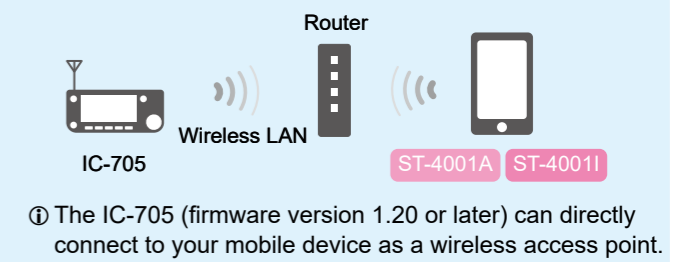 Router
Wireless LAN
IC-705
ST-4001A ST-4001I
ⓘ The IC-705 (firmware version 1.20 or later) can directly
connect to your mobile device as a wireless access point.